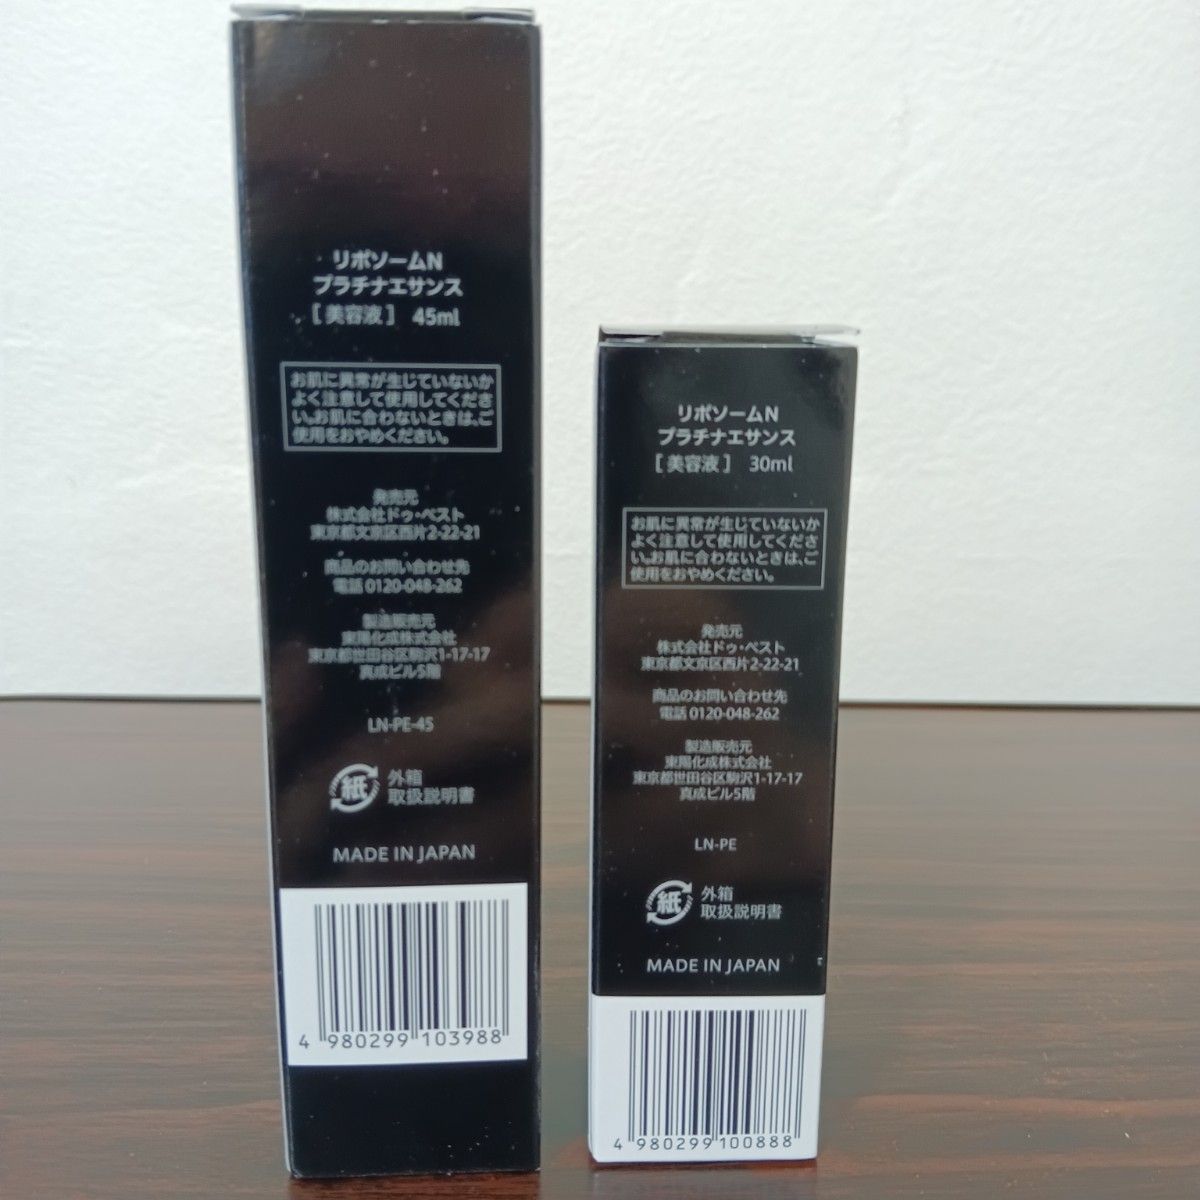 リポソームN
プラチナエサンス
[ 美容液 ] 45ml
お肌に異常が生じていないか
よく注意して使用してくださ
い。お肌に合わないときは、ご
使用をおやめください。
発売元
株式会社ドゥ・ベスト
東京都文京区西片2-22-21
商品のお問い合わせ先
電話 0120-048-262
製造販売元
東陽化成株式会社
東京都世田谷区駒沢1-17-17
真成ビル5階
LN-PE-45
紙
外箱
取扱説明書
MADE IN JAPAN
4 980299 103988
リポソームN
プラチナエサンス
[ 美容液 ] 30ml
お肌に異常が生じていないか
よく注意して使用してくださ
い。お肌に合わないときは、ご
使用をおやめください。
発売元
株式会社ドゥ・ベスト
東京都文京区西片2-22-21
商品のお問い合わせ先
電話 0120-048-262
製造販売元
東陽化成株式会社
東京都世田谷区駒沢1-17-17
真成ビル5階
LN-PE
紙
外箱
取扱説明書
MADE IN JAPAN
4 980299 100888